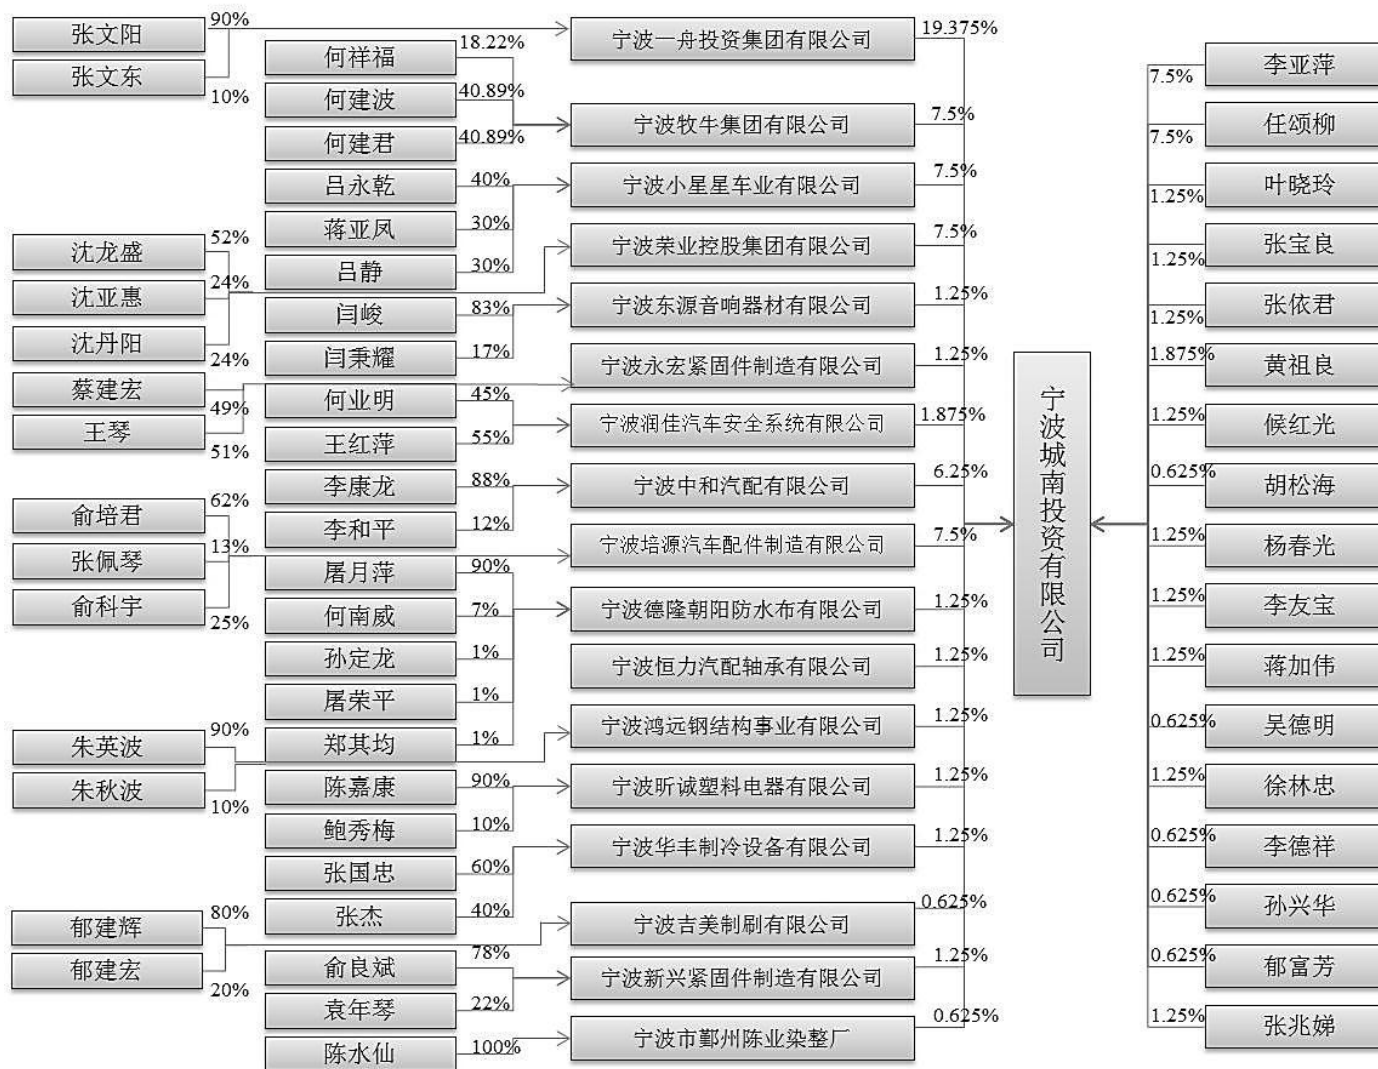 张文阳
90%
张文东
10%
何祥福
18.22%
何建波
40.89%
何建君
40.89%
吕永乾
40%
蒋亚凤
30%
吕静
30%
沈龙盛
52%
沈亚惠
24%
沈丹阳
24%
闫峻
83%
闫秉耀
17%
蔡建宏
49%
王琴
51%
何业明
45%
王红萍
55%
李康龙
88%
李和平
12%
俞培君
62%
张佩琴
13%
俞科宇
25%
屠月萍
90%
何南威
7%
孙定龙
1%
屠荣平
1%
郑其均
1%
朱英波
90%
朱秋波
10%
陈嘉康
90%
鲍秀梅
10%
张国忠
60%
张杰
40%
郁建辉
80%
郁建宏
20%
俞良斌
78%
袁年琴
22%
陈水仙
100%
宁波一舟投资集团有限公司
19.375%
宁波牧牛集团有限公司
7.5%
宁波小星星车业有限公司
7.5%
宁波荣业控股集团有限公司
7.5%
宁波东源音响器材有限公司
1.25%
宁波永宏紧固件制造有限公司
1.25%
宁波润佳汽车安全系统有限公司
1.875%
宁波中和汽配有限公司
6.25%
宁波培源汽车配件制造有限公司
7.5%
宁波德隆朝阳防水布有限公司
1.25%
宁波恒力汽配轴承有限公司
1.25%
宁波鸿远钢结构事业有限公司
1.25%
宁波昕诚塑料电器有限公司
1.25%
宁波华丰制冷设备有限公司
1.25%
宁波吉美制刷有限公司
0.625%
宁波新兴紧固件制造有限公司
1.25%
宁波市鄞州陈业染整厂
0.625%
宁波城南投资有限公司
李亚萍
7.5%
任颂柳
7.5%
叶晓玲
1.25%
张宝良
1.25%
张依君
1.25%
黄祖良
1.875%
候红光
1.25%
胡松海
0.625%
杨春光
1.25%
李友宝
1.25%
蒋加伟
1.25%
吴德明
0.625%
徐林忠
1.25%
李德祥
0.625%
孙兴华
0.625%
郁富芳
0.625%
张兆娣
1.25%